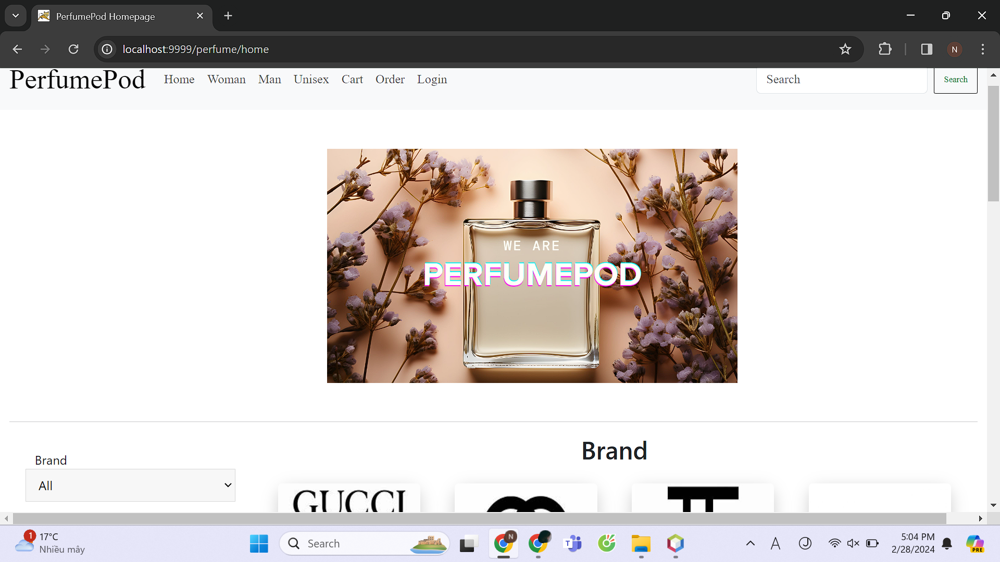 PerfumePod Homepage
localhost:9999/perfume/home
N
PerfumePod Home Woman Man Unisex Cart Order Login Search Search
WE ARE
PERFUMEPOD
Brand
Brand
All
GUCCI
1 17°C
Nhiều mây
Search
N
T
A
J
5:04 PM
2/28/2024
PRE